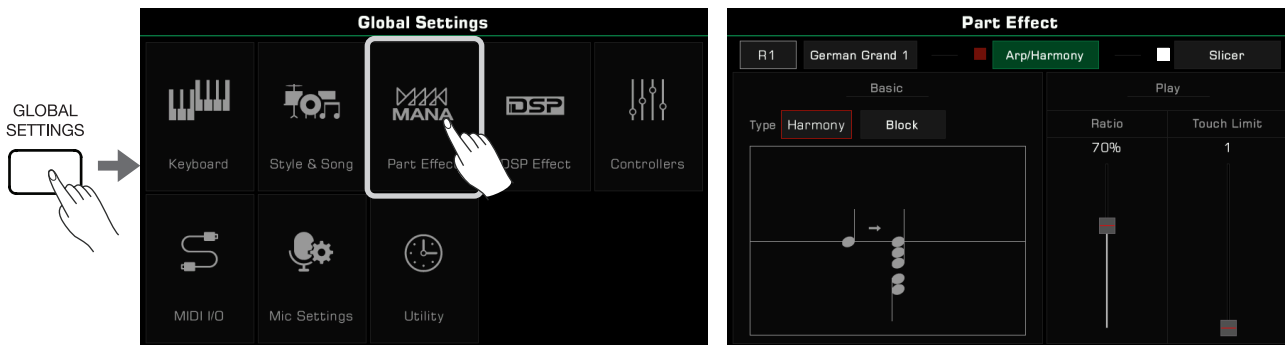 GLOBAL
SETTINGS
Global Settings
MANA
DSP
Keyboard
Style & Song
Part Effec
DSP Effect
Controllers
MIDI I/O
Mic Settings
Utility
Part Effect
R1
German Grand 1
Arp/Harmony
Slicer
Basic
Play
Type
Harmony
Block
Ratio
Touch Limit
70%
1